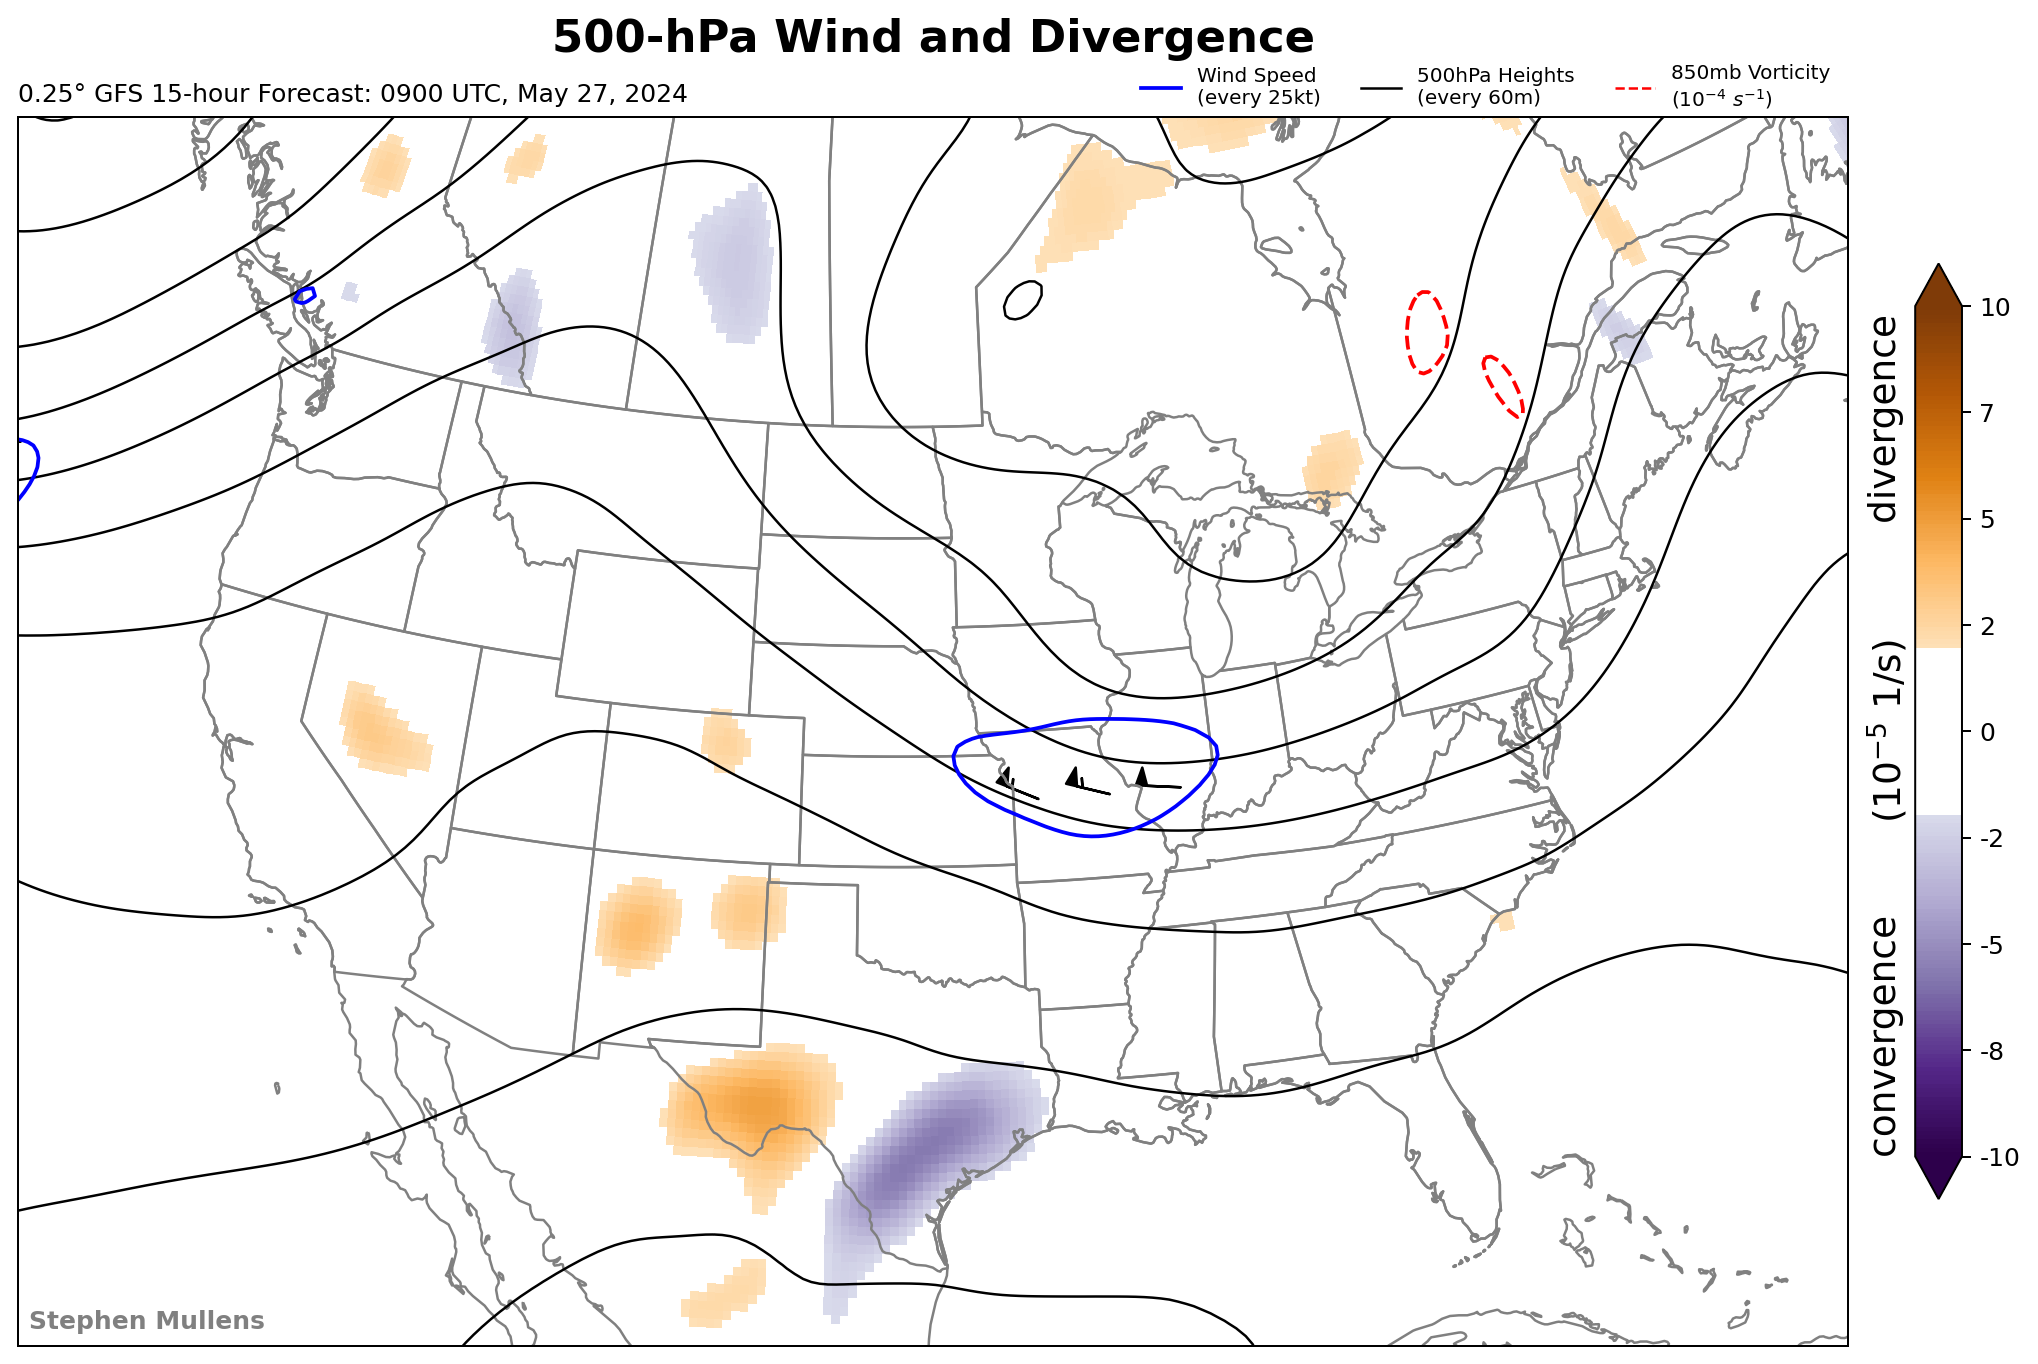 500-hPa Wind and Divergence
0.25° GFS 15-hour Forecast: 0900 UTC, May 27, 2024
Wind Speed
(every 25kt)
500hPa Heights
(every 60m)
850mb Vorticity
(10⁻⁴ s⁻¹)
10
7
5
2
0
-2
-5
-8
-10
convergence (10⁻⁵ 1/s) divergence
Stephen Mullens